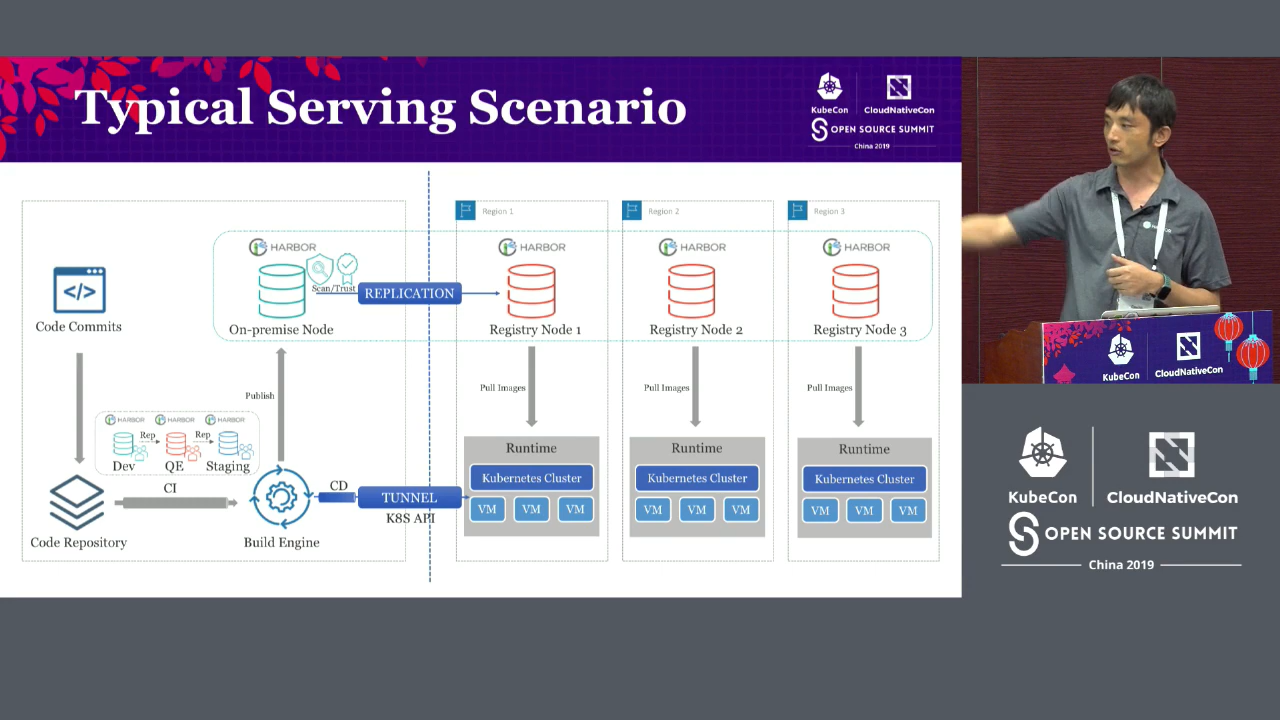 Typical Serving Scenario
KubeCon
CloudNativeCon
OPEN SOURCE SUMMIT
China 2019
Region 1
Region 2
Region 3
HARBOR
HARBOR
HARBOR
HARBOR
Scan/Trust
REPLICATION
Code Commits
On-premise Node
Registry Node 1
Registry Node 2
Registry Node 3
Publish
Pull Images
Pull Images
Pull Images
HARBOR
HARBOR
HARBOR
Rep
Rep
Dev
QE
Staging
CI
CD
TUNNEL
K8S API
Code Repository
Build Engine
Runtime
Kubernetes Cluster
VM
VM
VM
Runtime
Kubernetes Cluster
VM
VM
VM
Runtime
Kubernetes Cluster
VM
VM
VM
KubeCon
CloudNativeCon
KubeCon
CloudNativeCon
OPEN SOURCE SUMMIT
China 2019